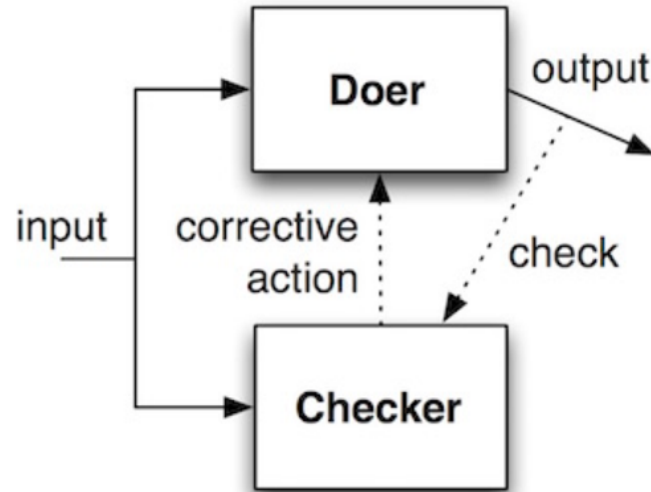 Doer
output
input
corrective
action
check
Checker